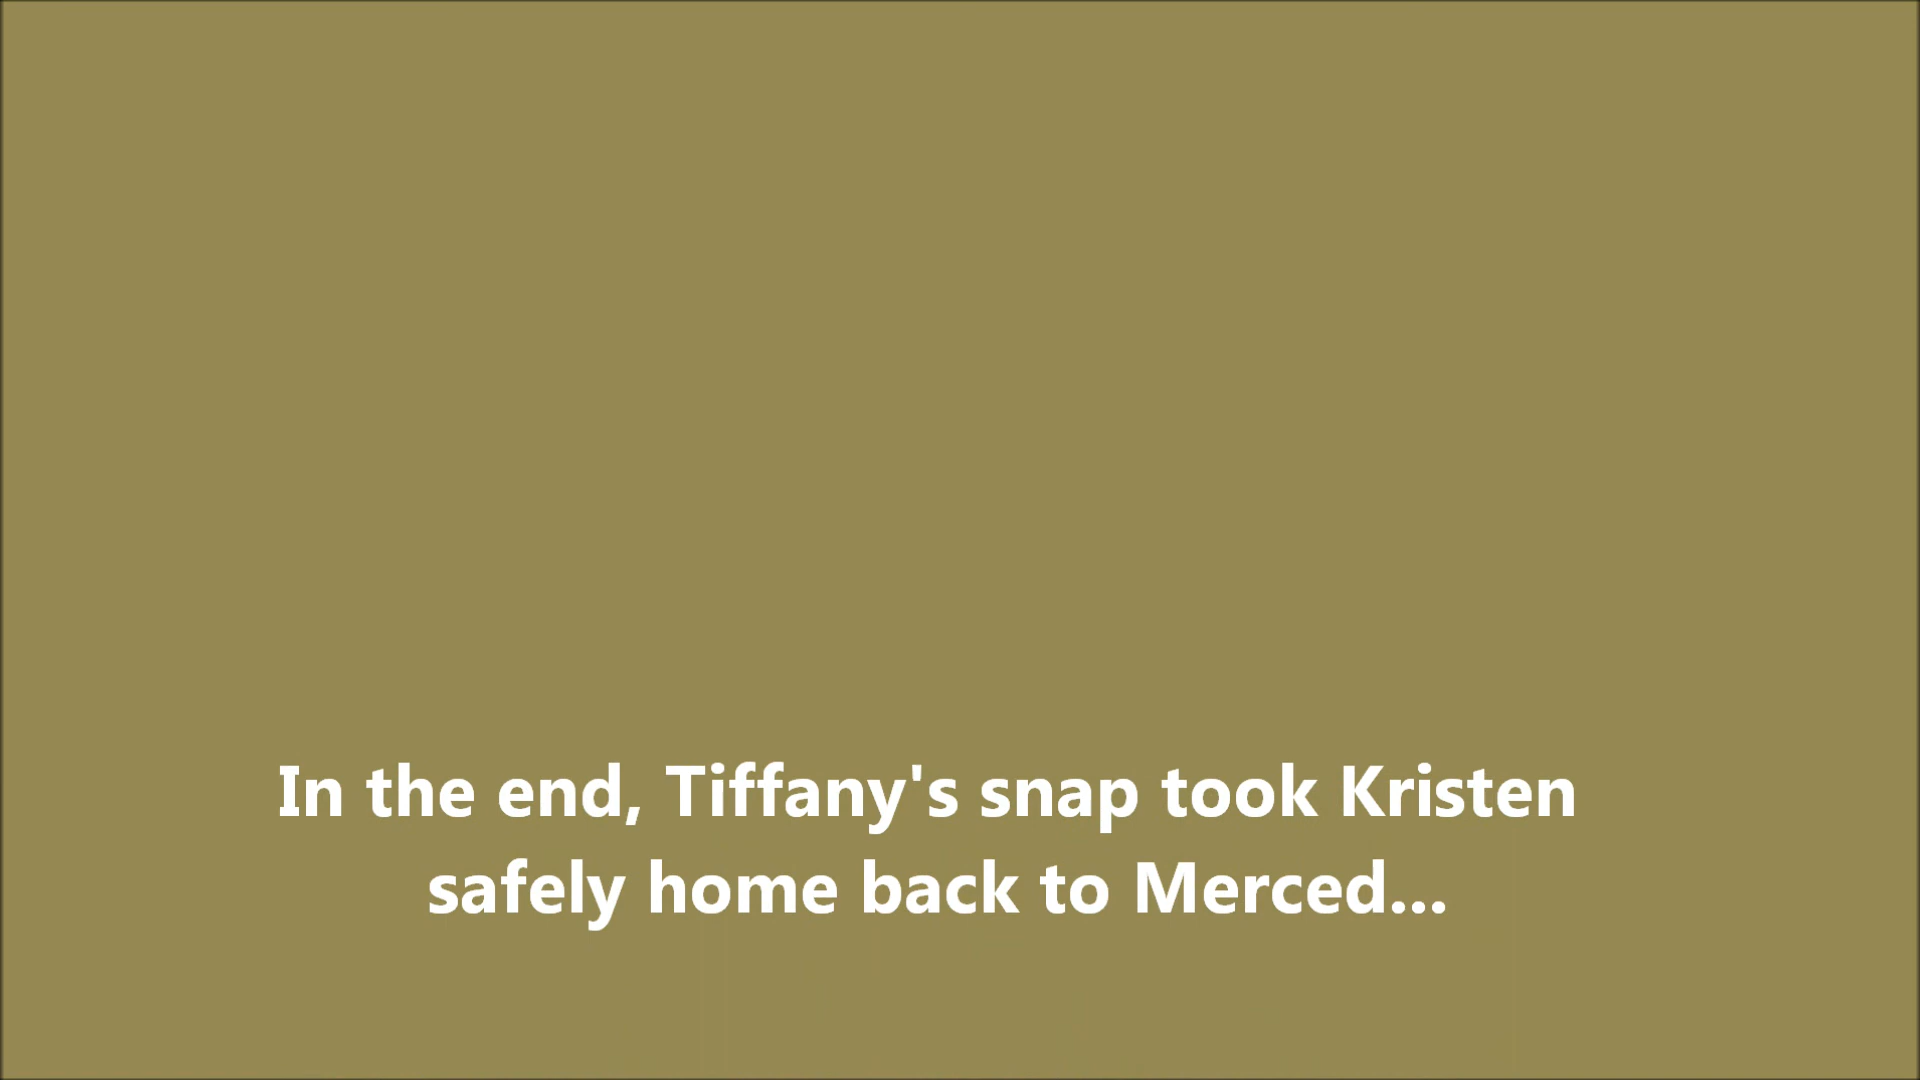 In the end, Tiffany's snap took Kristen
safely home back to Merced...